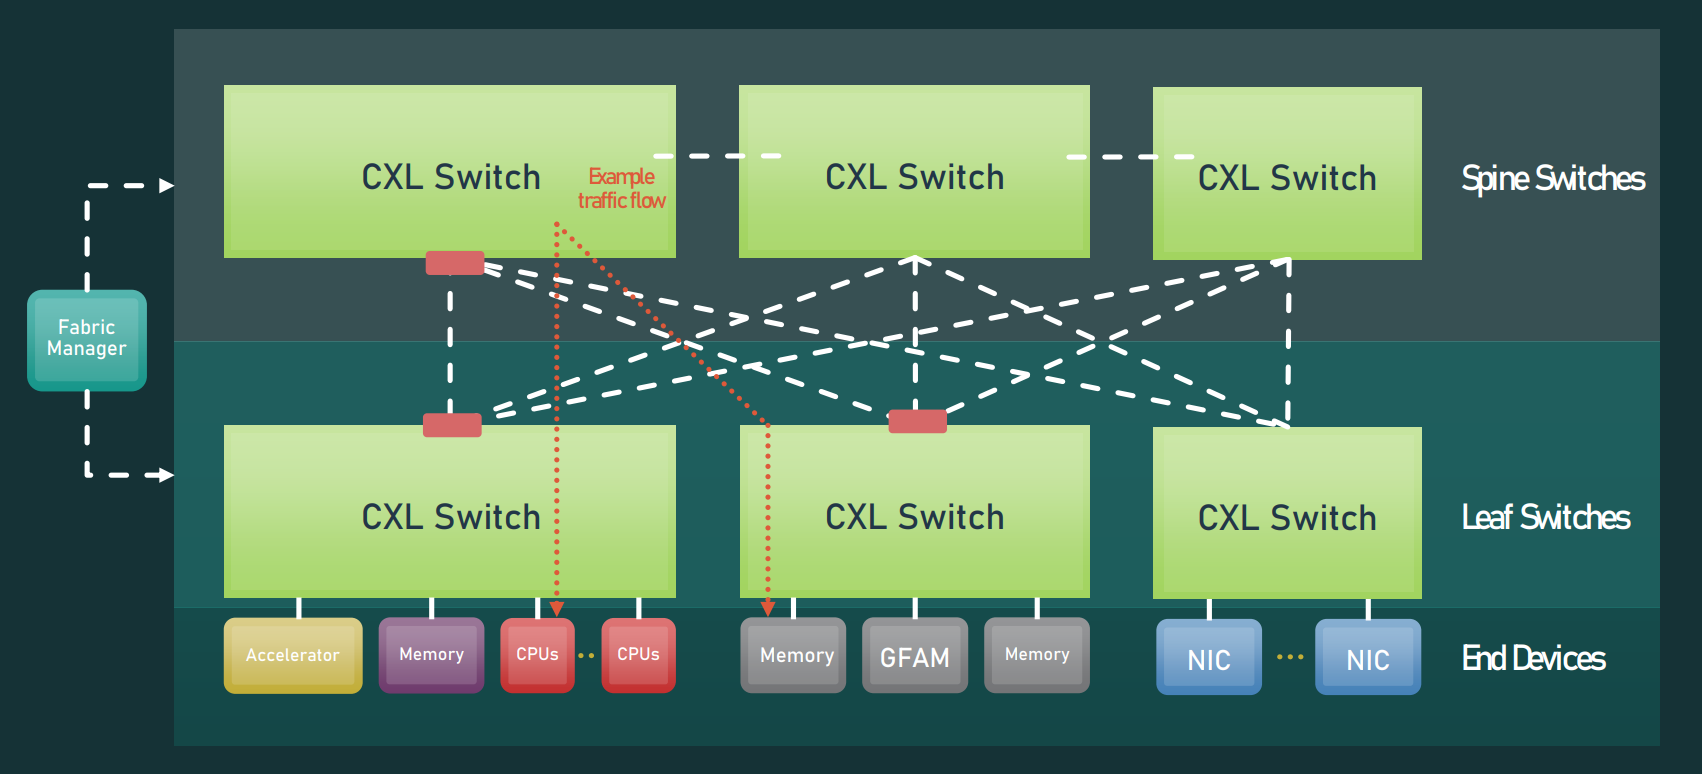 CXL Switch
Example
traffic flow
CXL Switch
CXL Switch
Spine Switches
Fabric
Manager
CXL Switch
CXL Switch
CXL Switch
Leaf Switches
Accelerator
Memory
CPUs
CPUs
Memory
GFAM
Memory
NIC
NIC
End Devices